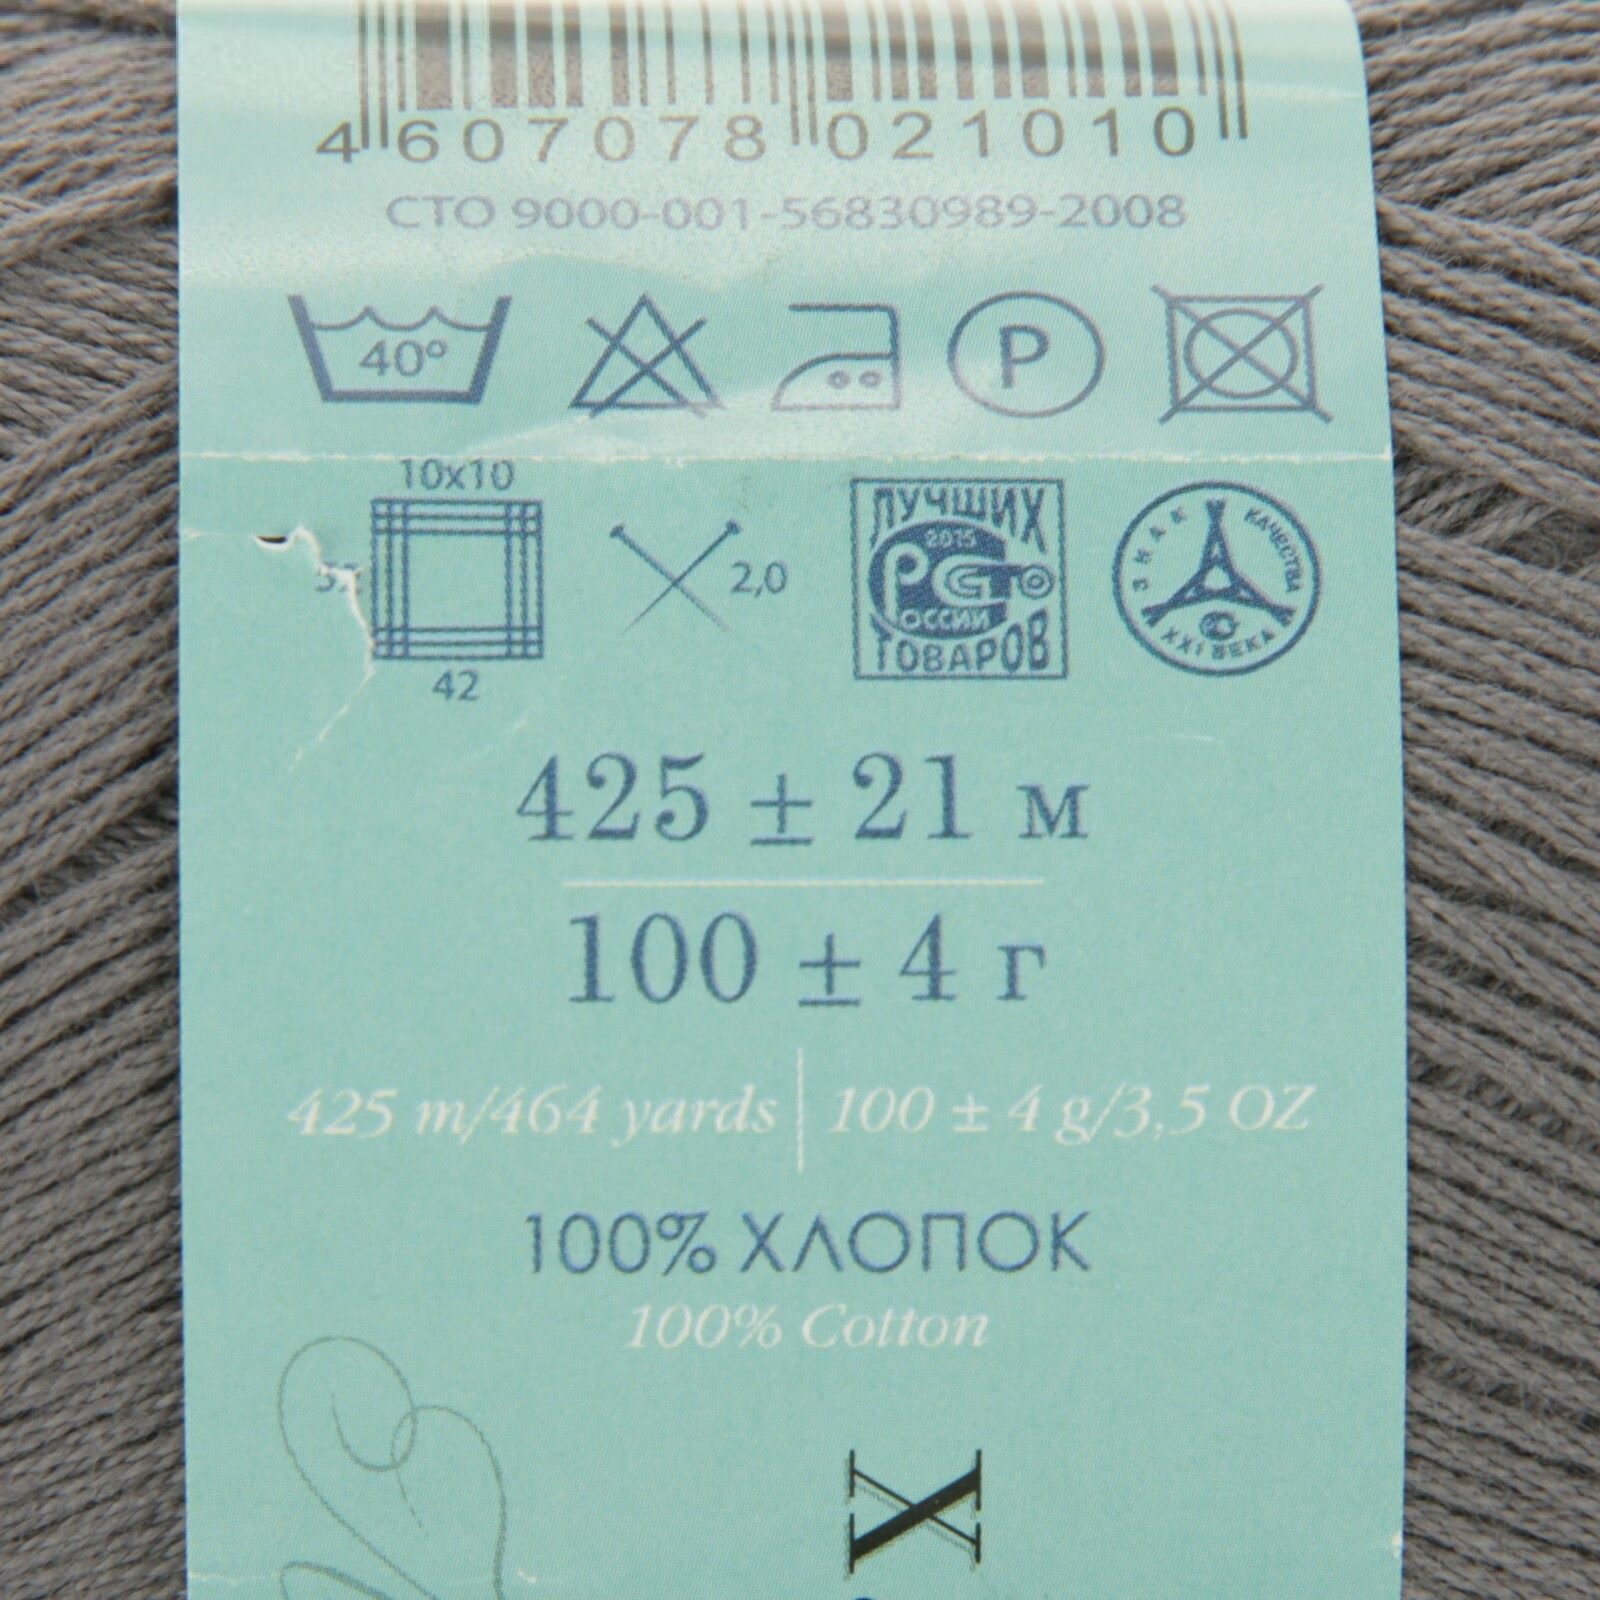 4 607078 021010
СТО 9000-001-56830989-2008
40° P
10x10
2,0
42
ЛУЧШИХ
2015
РОССИИ
СТО
ТОВАРОВ
ЗНАК КАЧЕСТВА
XXI ВЕКА
425 ± 21 м
100 ± 4 г
425 m/464 yards | 100 ± 4 g/3,5 OZ
100% ХЛОПОК
100% Cotton
X